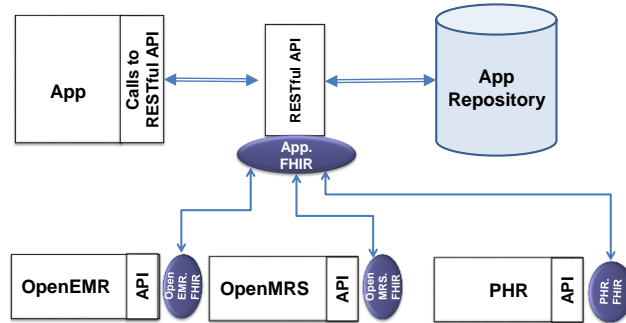 App
Calls to
RESTful API
RESTful API
App
Repository
App.
FHIR
OpenEMR
API
Open
EMR.
FHIR
OpenMRS
API
Open
MRS.
FHIR
PHR
API
PHR.
FHIR